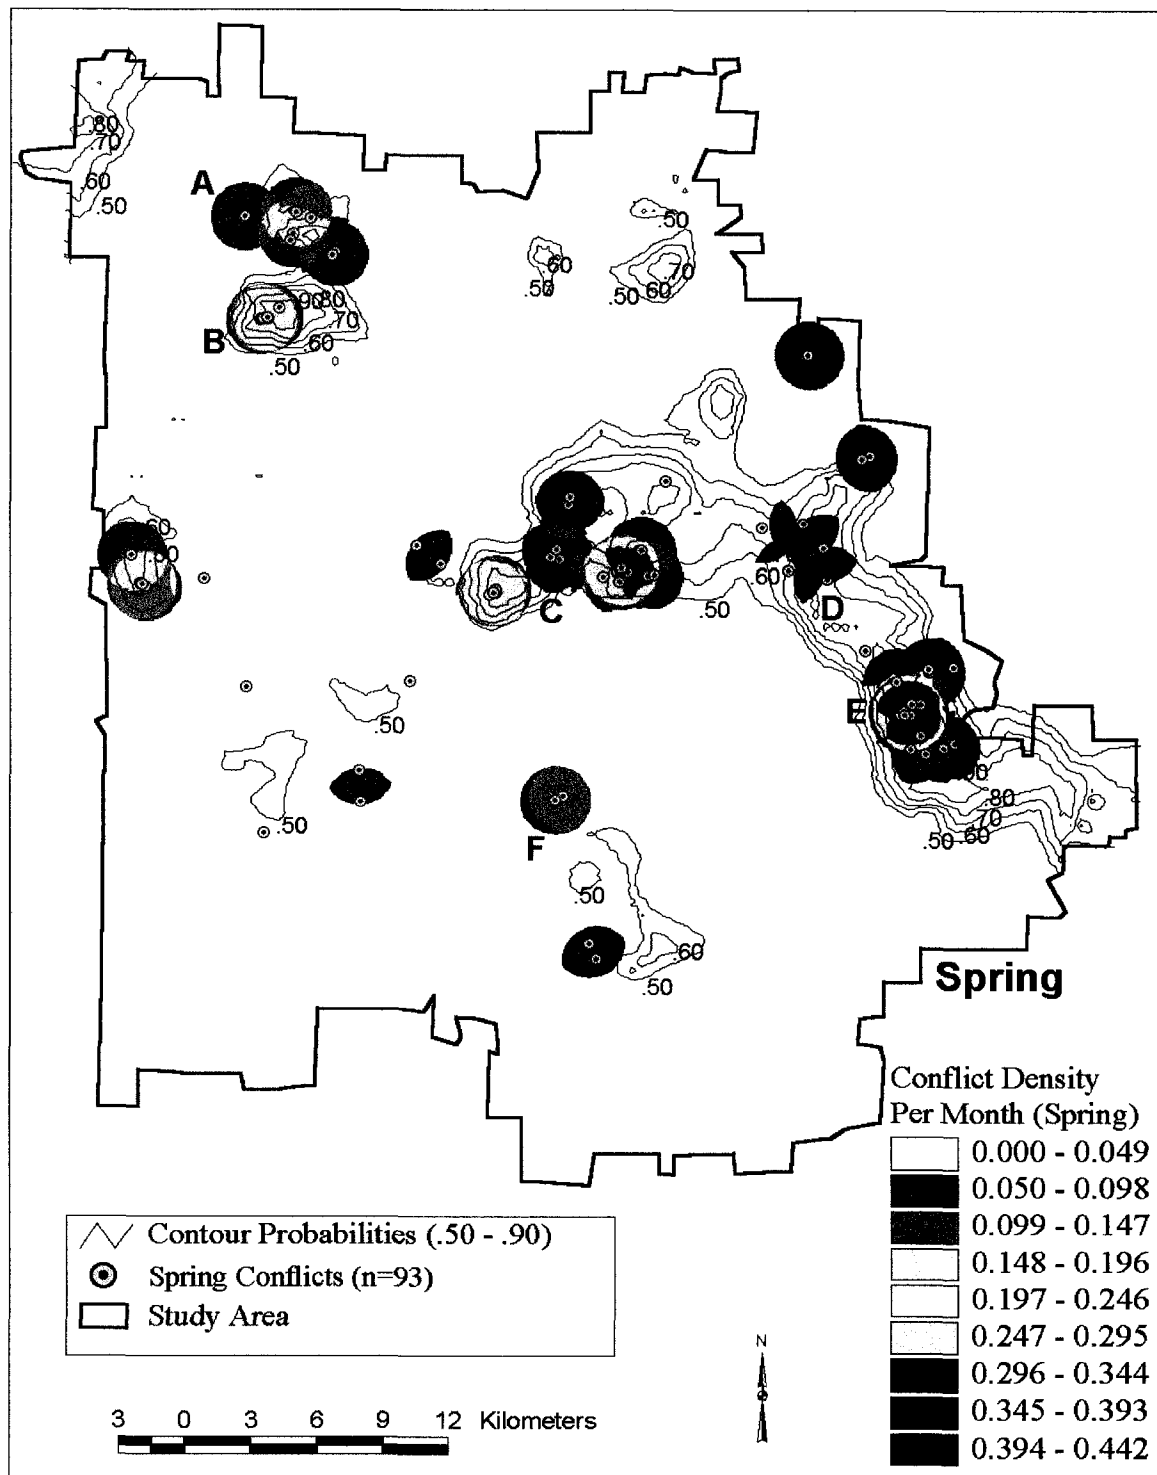 .80
.70
.60
.50
A
.50
.60
.50
.70
.60
.50
.90
.80
.70
.60
.50
B
.60
.50
C
.60
D
.50
E
.50
.50
.80
.70
.60
.50
F
.50
.60
.50
Spring
Conflict Density
Per Month (Spring)
0.000 - 0.049
0.050 - 0.098
0.099 - 0.147
0.148 - 0.196
0.197 - 0.246
0.247 - 0.295
0.296 - 0.344
0.345 - 0.393
0.394 - 0.442
Contour Probabilities (.50 - .90)
Spring Conflicts (n=93)
Study Area
N
3 0 3 6 9 12 Kilometers